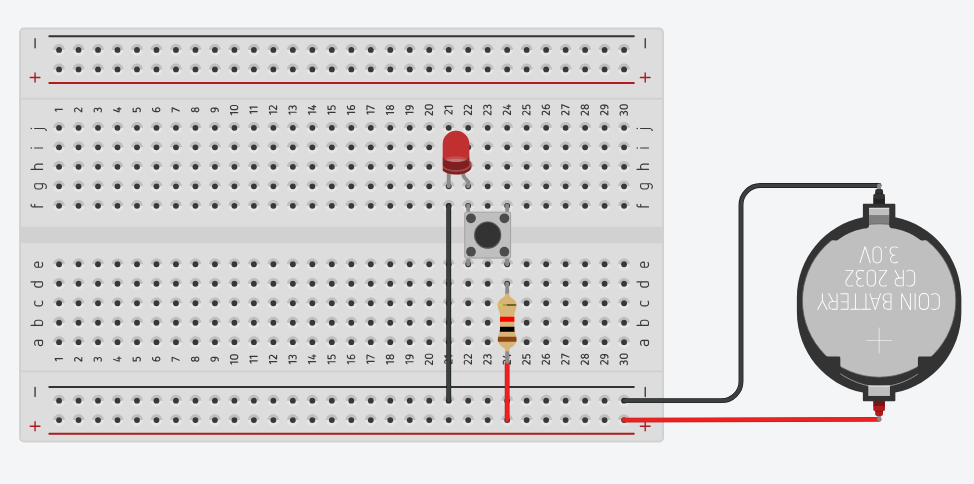 − −
+ +
1 2 3 4 5 6 7 8 9 10 11 12 13 14 15 16 17 18 19 20 21 22 23 24 25 26 27 28 29 30
j j
i i
h h
g g
f f
e e
d d
c c
b b
a a
1 2 3 4 5 6 7 8 9 10 11 12 13 14 15 16 17 18 19 20 21 22 23 24 25 26 27 28 29 30
− −
+ +
COIN BATTERY
CR 2032
3.0V
+